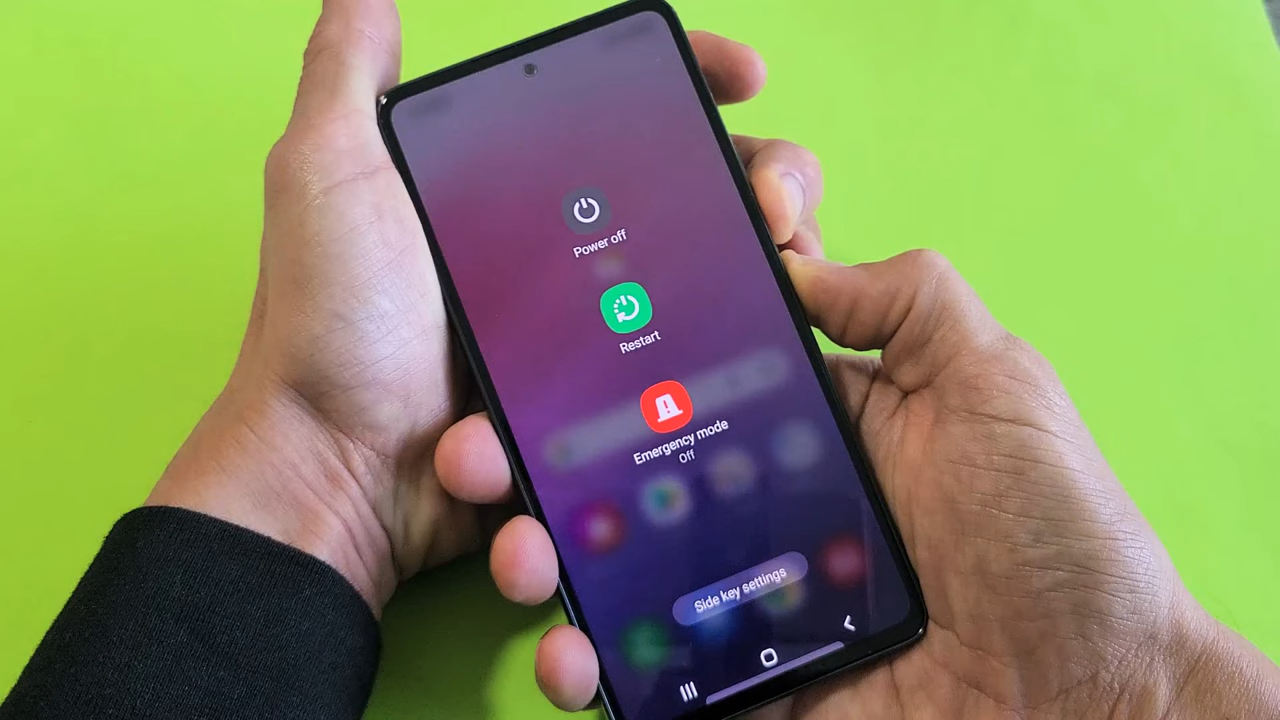 Power off
Restart
Emergency mode
Off
Side key settings